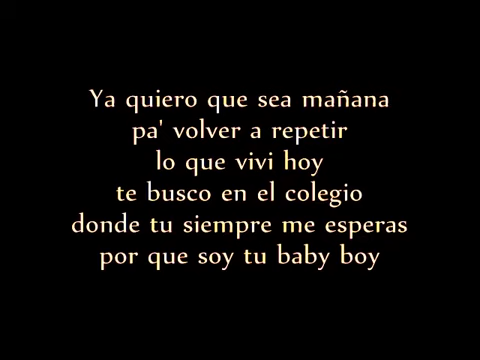 Ya quiero que sea mañana
pa' volver a repetir
lo que vivi hoy
te busco en el colegio
donde tu siempre me esperas
por que soy tu baby boy